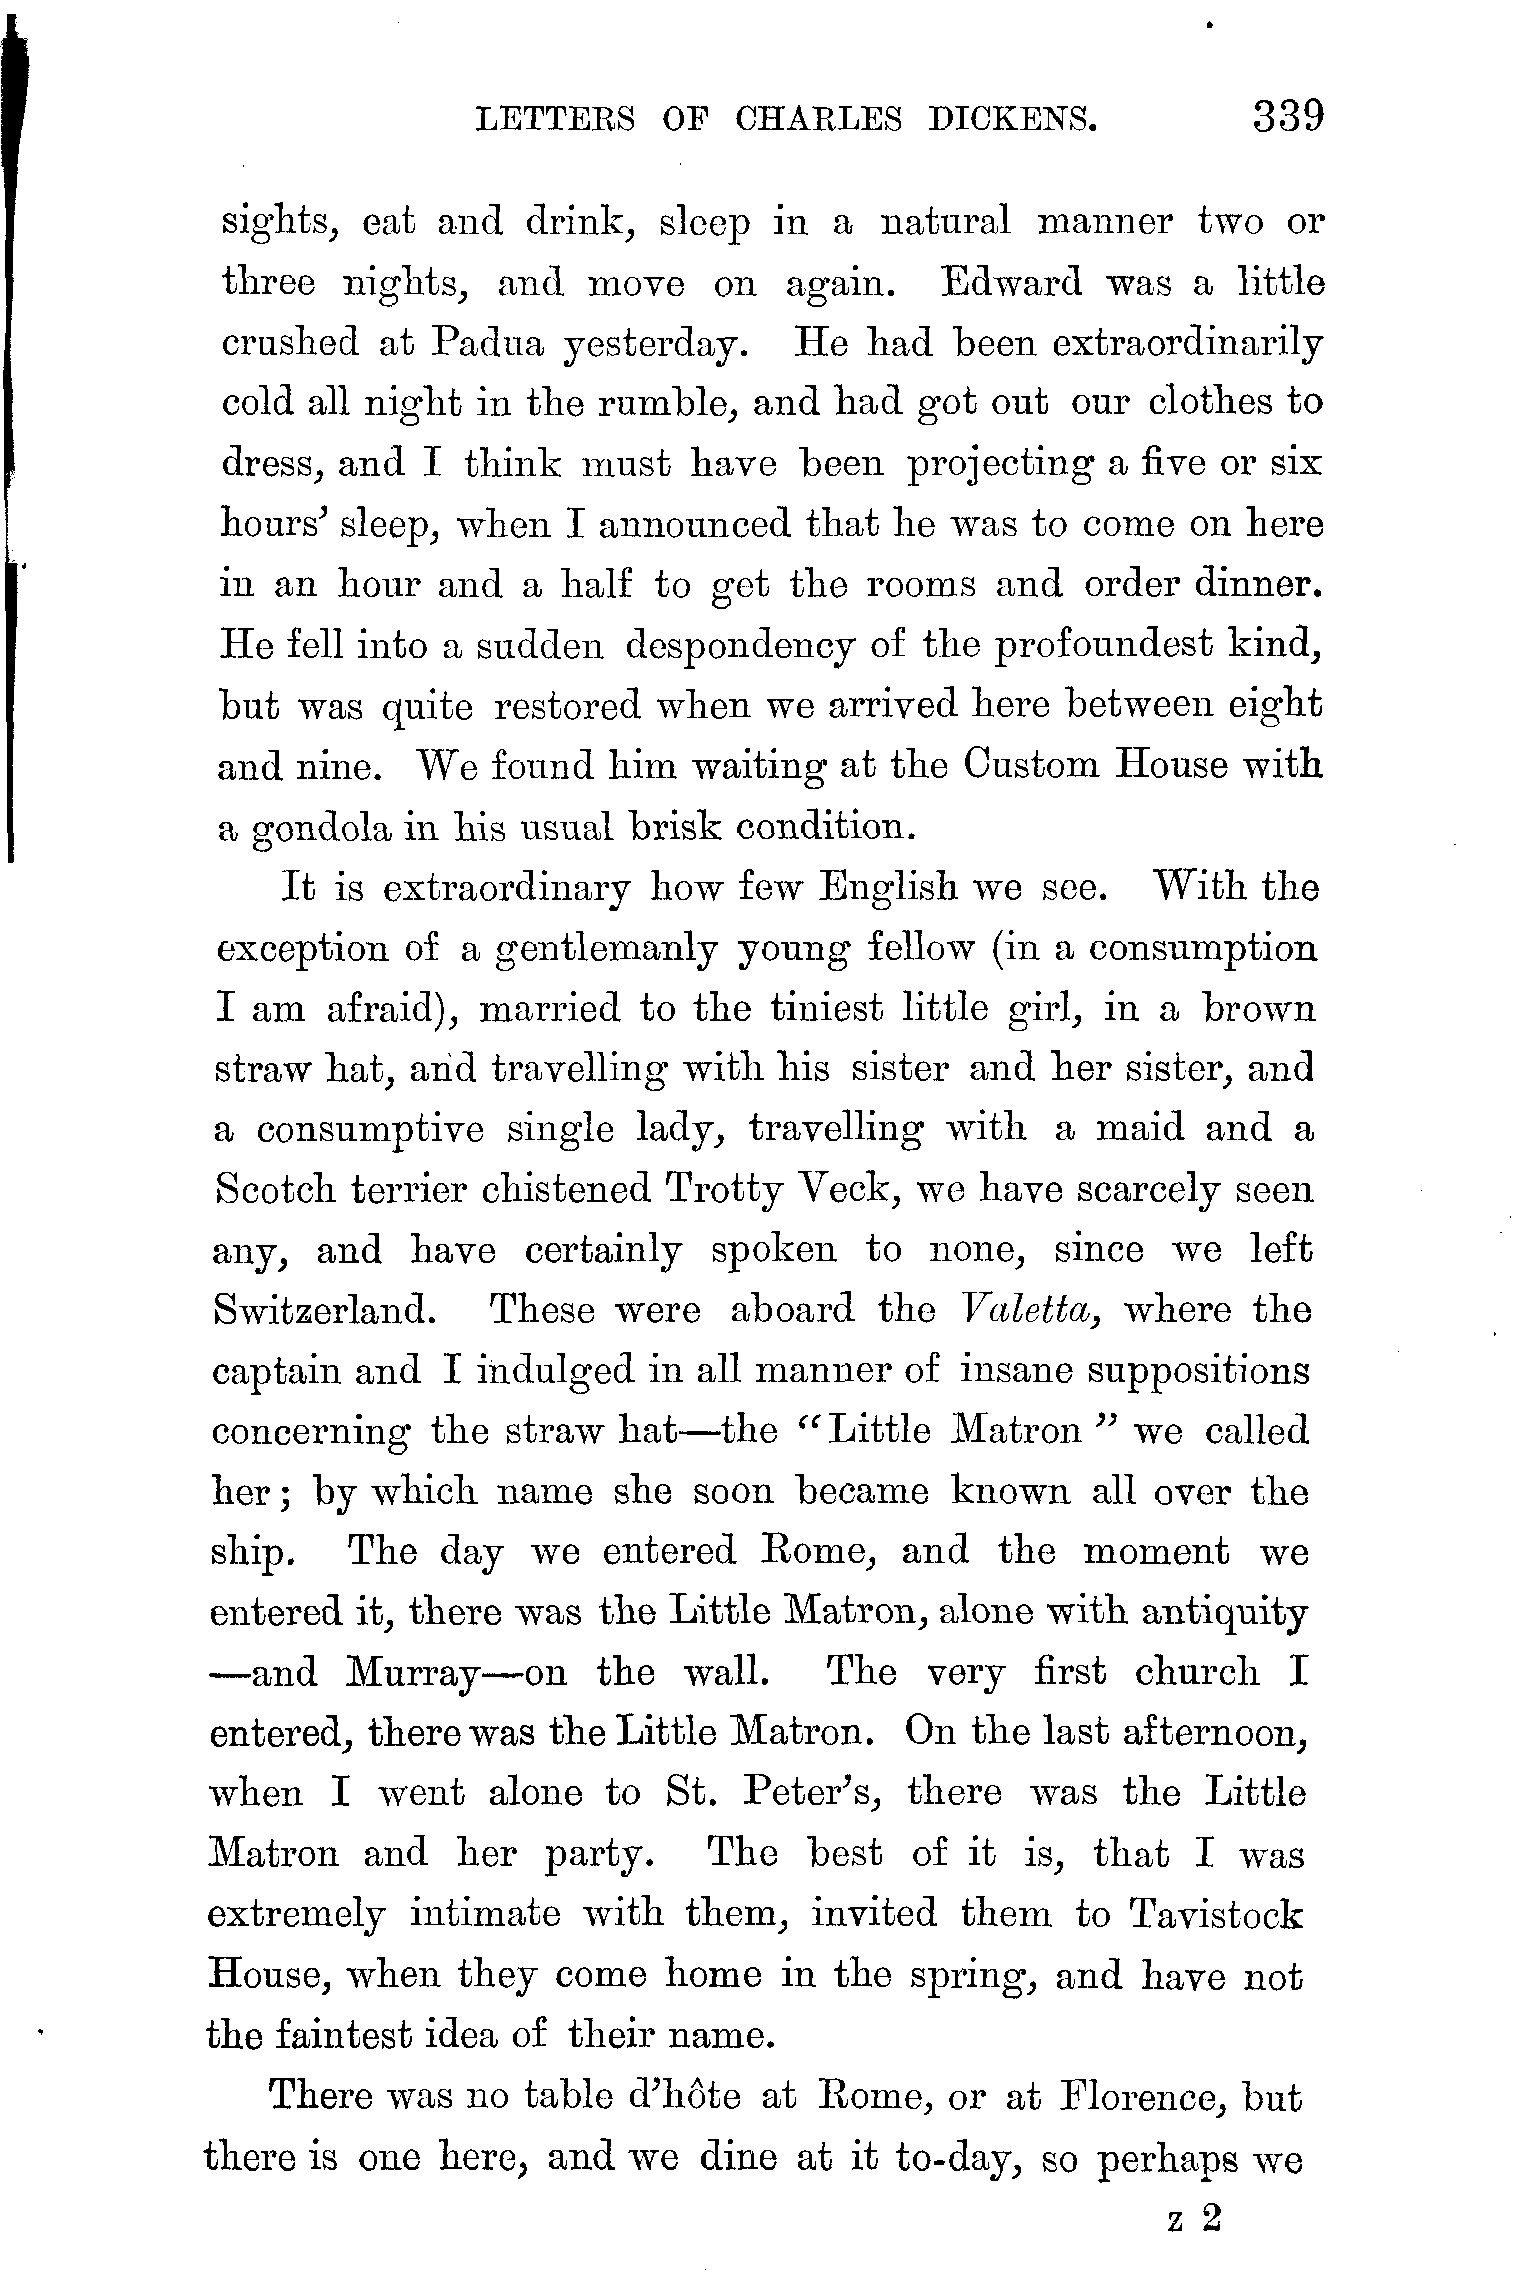 LETTERS OF CHARLES DICKENS. 339
sights, eat and drink, sleep in a natural manner two or
three nights, and move on again. Edward was a little
crushed at Padua yesterday. He had been extraordinarily
cold all night in the rumble, and had got out our clothes to
dress, and I think must have been projecting a five or six
hours' sleep, when I announced that he was to come on here
in an hour and a half to get the rooms and order dinner.
He fell into a sudden despondency of the profoundest kind,
but was quite restored when we arrived here between eight
and nine. We found him waiting at the Custom House with
a gondola in his usual brisk condition.
It is extraordinary how few English we see. With the
exception of a gentlemanly young fellow (in a consumption
I am afraid), married to the tiniest little girl, in a brown
straw hat, and travelling with his sister and her sister, and
a consumptive single lady, travelling with a maid and a
Scotch terrier chistened Trotty Veck, we have scarcely seen
any, and have certainly spoken to none, since we left
Switzerland. These were aboard the Valetta, where the
captain and I indulged in all manner of insane suppositions
concerning the straw hat—the "Little Matron" we called
her; by which name she soon became known all over the
ship. The day we entered Rome, and the moment we
entered it, there was the Little Matron, alone with antiquity
—and Murray—on the wall. The very first church I
entered, there was the Little Matron. On the last afternoon,
when I went alone to St. Peter's, there was the Little
Matron and her party. The best of it is, that I was
extremely intimate with them, invited them to Tavistock
House, when they come home in the spring, and have not
the faintest idea of their name.
There was no table d'hôte at Rome, or at Florence, but
there is one here, and we dine at it to-day, so perhaps we
z 2